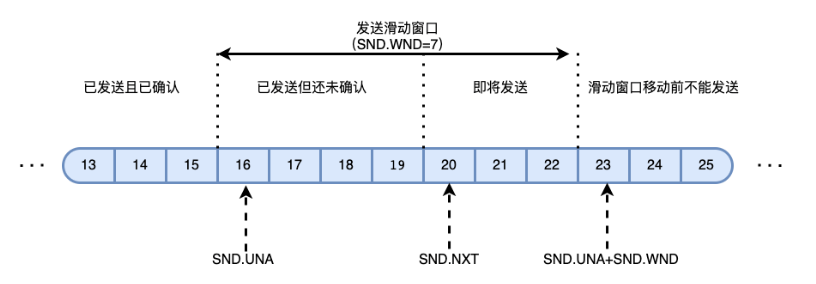 发送滑动窗口
(SND.WND=7)
已发送且已确认
已发送但还未确认
即将发送
滑动窗口移动前不能发送
... 13 14 15 16 17 18 19 20 21 22 23 24 25 ...
SND.UNA
SND.NXT
SND.UNA+SND.WND